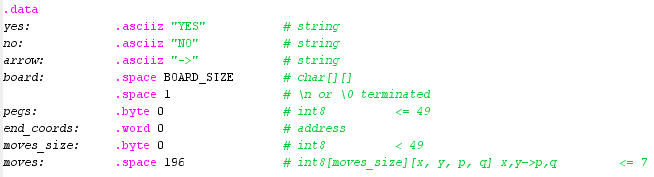 .data
yes: .asciiz "YES" # string
no: .asciiz "NO" # string
arrow: .asciiz "->" # string
board: .space BOARD_SIZE # char[][]
.space 1 # \n or \0 terminated
pegs: .byte 0 # int8 <= 49
end_coords: .word 0 # address
moves_size: .byte 0 # int8 < 49
moves: .space 196 # int8[moves_size][x, y, p, q] x,y->p,q <= 7